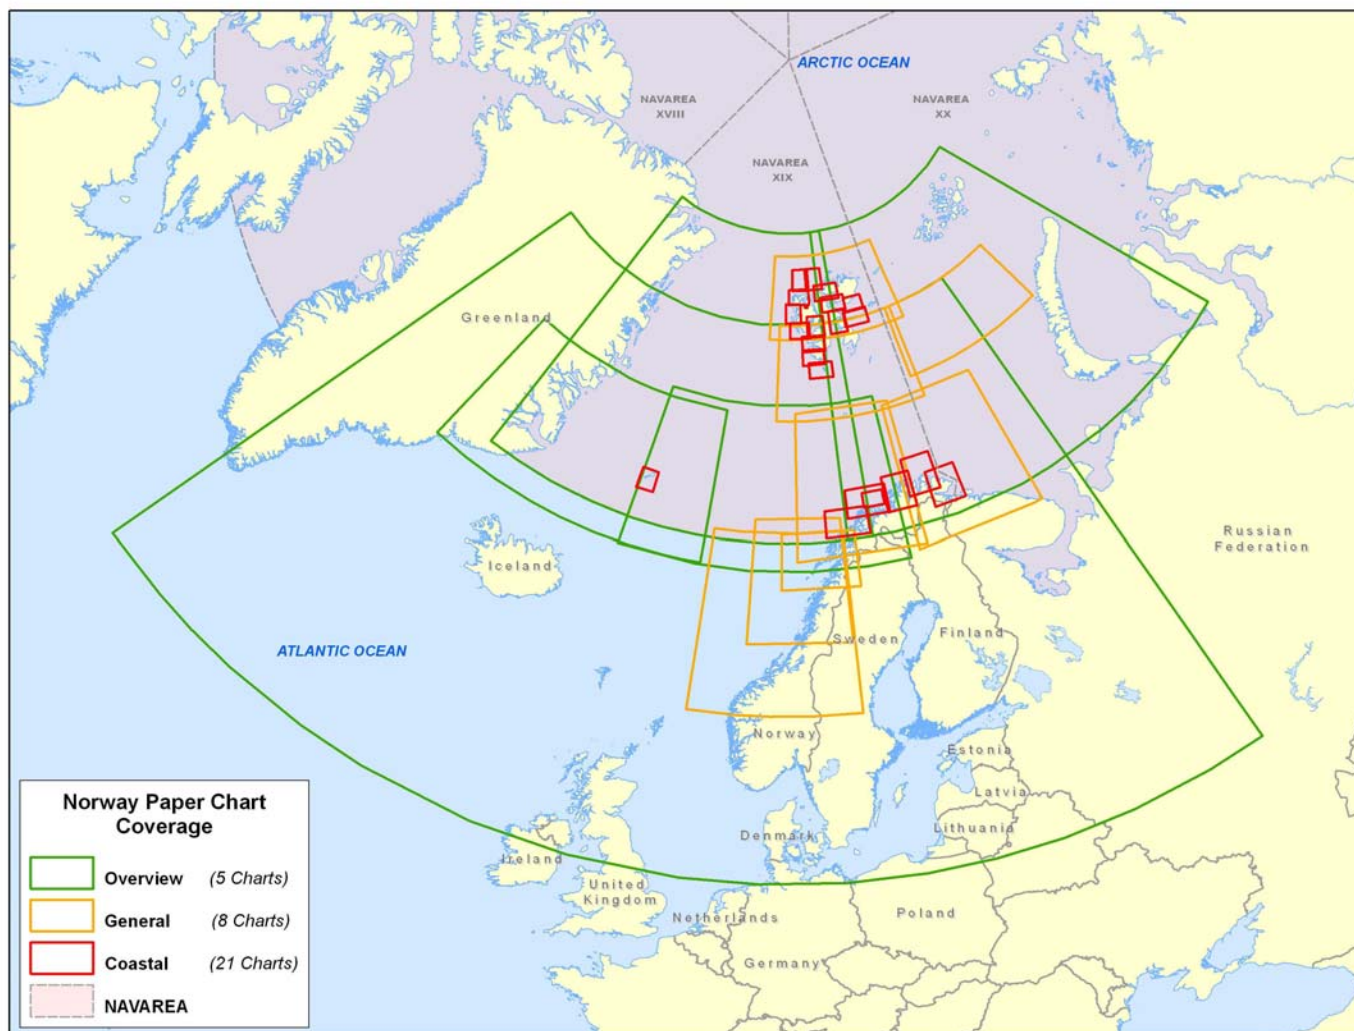 ARCTIC OCEAN
NAVAREA
XVIII
NAVAREA
XX
NAVAREA
XIX
Greenland
Russian
Federation
Iceland
ATLANTIC OCEAN
Sweden
Finland
Norway
Estonia
Latvia
Lithuania
Denmark
Ireland
United
Kingdom
Netherlands
Poland
Germany
Norway Paper Chart
Coverage
Overview (5 Charts)
General (8 Charts)
Coastal (21 Charts)
NAVAREA